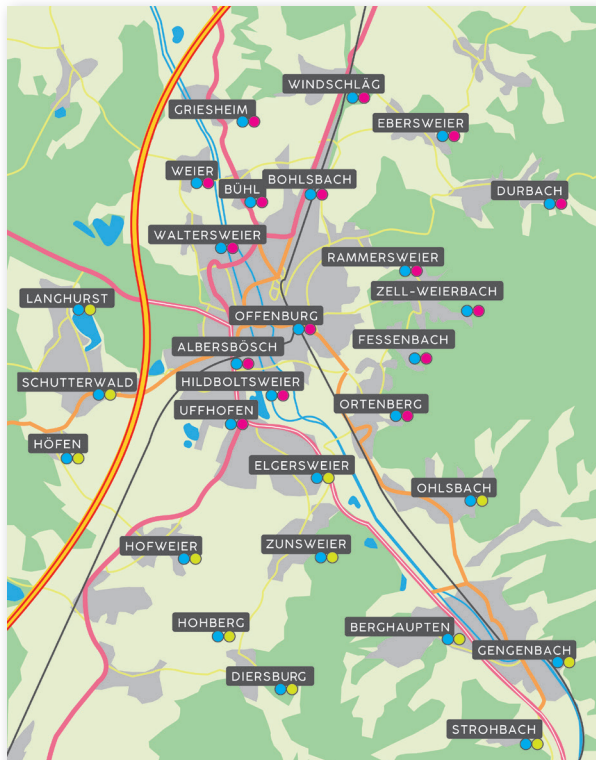 WINDSCHLÄG
GRIESHEIM
EBERSWEIER
WEIER
BÜHL
BOHLSBACH
DURBACH
WALTERSWEIER
RAMMERSWEIER
ZELL-WEIERBACH
LANGHURST
OFFENBURG
FESSENBACH
ALBERSBÖSCH
SCHUTTERWALD
HILDBOLTSWEIER
UFFHOFEN
ORTENBERG
HÖFEN
ELGERSWEIER
OHLSBACH
HOFWEIER
ZUNSWEIER
HOHBERG
BERGHAUPTEN
GENGENBACH
DIERSBURG
STROHBACH